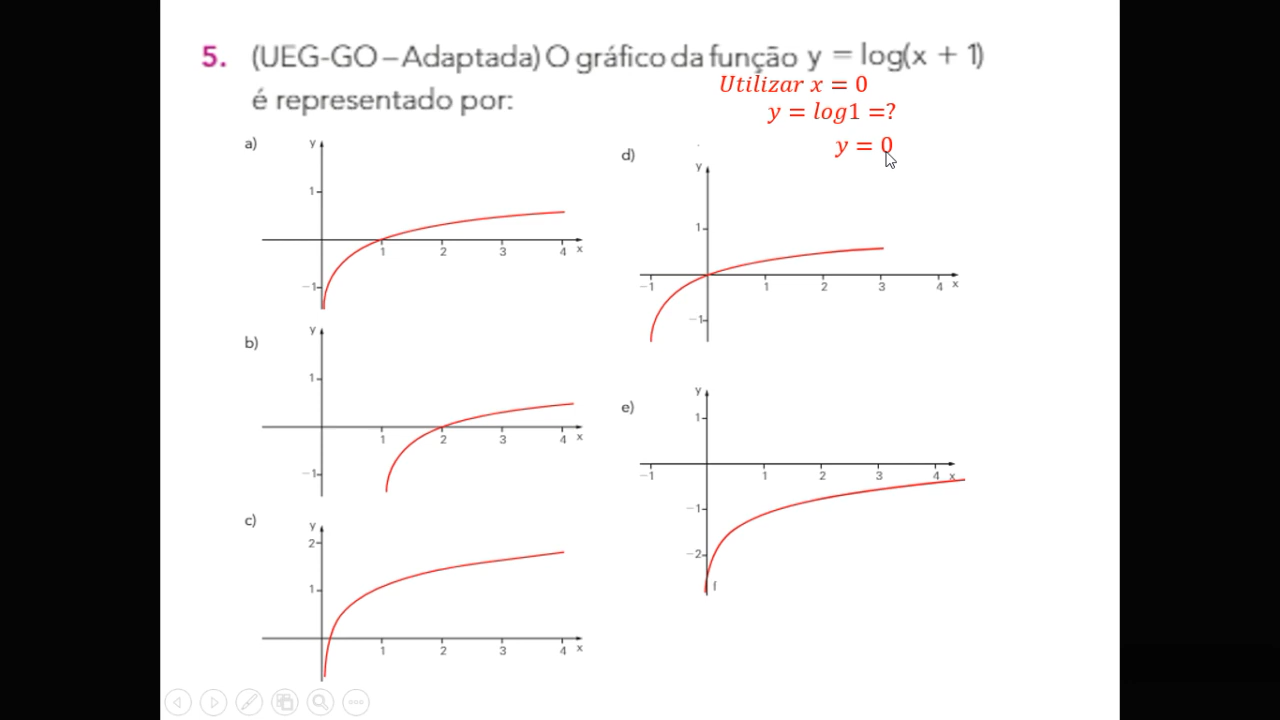 5. (UEG-GO – Adaptada) O gráfico da função y = log(x + 1)
Utilizar x = 0
é representado por:
y = log1 =?
y = 0
a)
y
1
1 2 3 4 x
−1
b)
y
1
1 2 3 4 x
−1
c)
y
2
1
1 2 3 4 x
d)
y
1
−1 1 2 3 4 x
−1
e)
y
1
−1 1 2 3 4 x
−1
−2
f